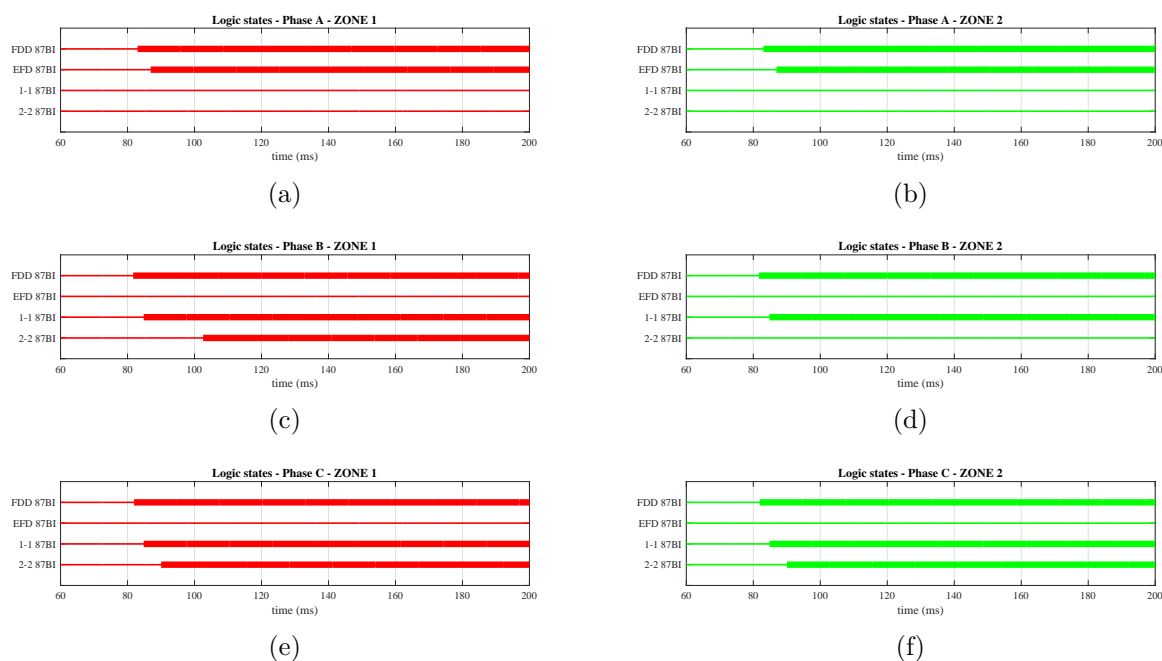 Logic states - Phase A - ZONE 1
FDD 87BI
EFD 87BI
1-1 87BI
2-2 87BI
60 80 100 120 140 160 180 200
time (ms)
(a)
Logic states - Phase A - ZONE 2
FDD 87BI
EFD 87BI
1-1 87BI
2-2 87BI
60 80 100 120 140 160 180 200
time (ms)
(b)
Logic states - Phase B - ZONE 1
FDD 87BI
EFD 87BI
1-1 87BI
2-2 87BI
60 80 100 120 140 160 180 200
time (ms)
(c)
Logic states - Phase B - ZONE 2
FDD 87BI
EFD 87BI
1-1 87BI
2-2 87BI
60 80 100 120 140 160 180 200
time (ms)
(d)
Logic states - Phase C - ZONE 1
FDD 87BI
EFD 87BI
1-1 87BI
2-2 87BI
60 80 100 120 140 160 180 200
time (ms)
(e)
Logic states - Phase C - ZONE 2
FDD 87BI
EFD 87BI
1-1 87BI
2-2 87BI
60 80 100 120 140 160 180 200
time (ms)
(f)